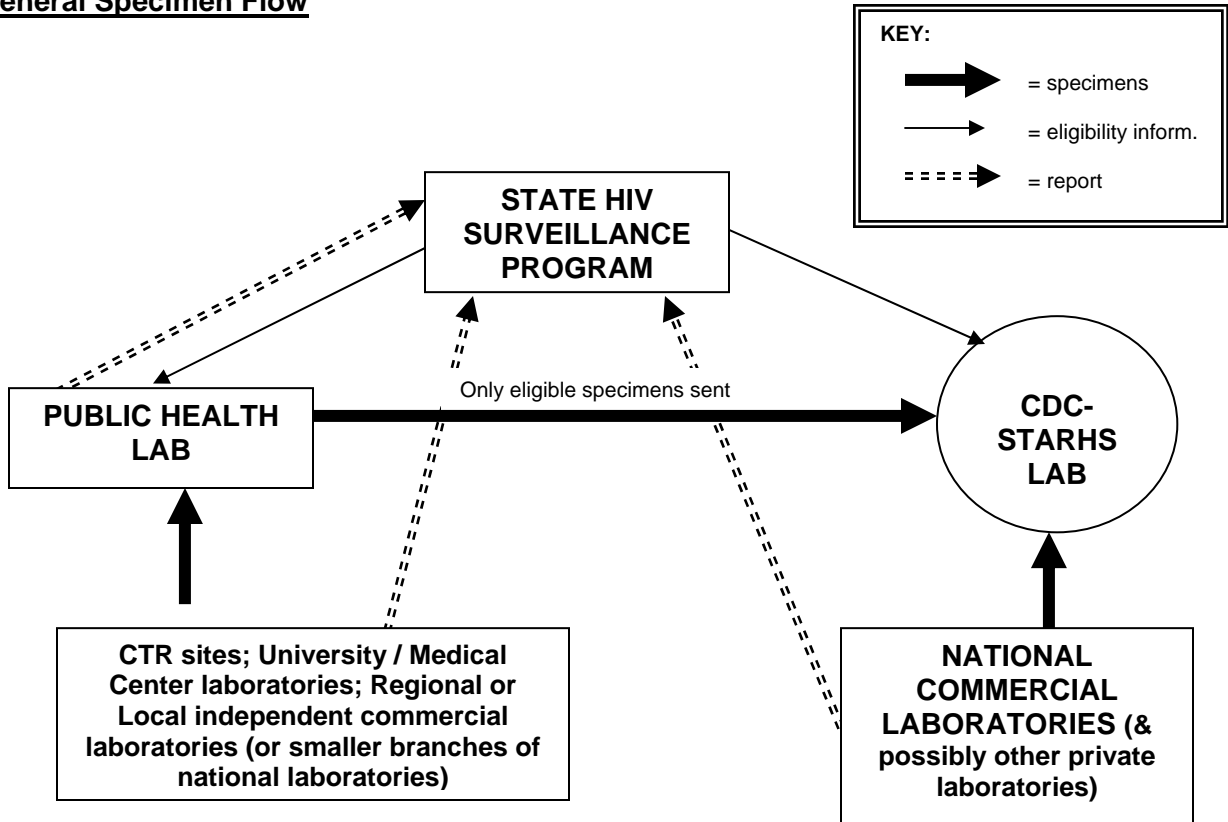 eneral Specimen Flow
KEY:
= specimens
= eligibility inform.
= report
STATE HIV
SURVEILLANCE
PROGRAM
Only eligible specimens sent
PUBLIC HEALTH
LAB
CDC-
STARHS
LAB
CTR sites; University / Medical
Center laboratories; Regional or
Local independent commercial
laboratories (or smaller branches of
national laboratories)
NATIONAL
COMMERCIAL
LABORATORIES (&
possibly other private
laboratories)